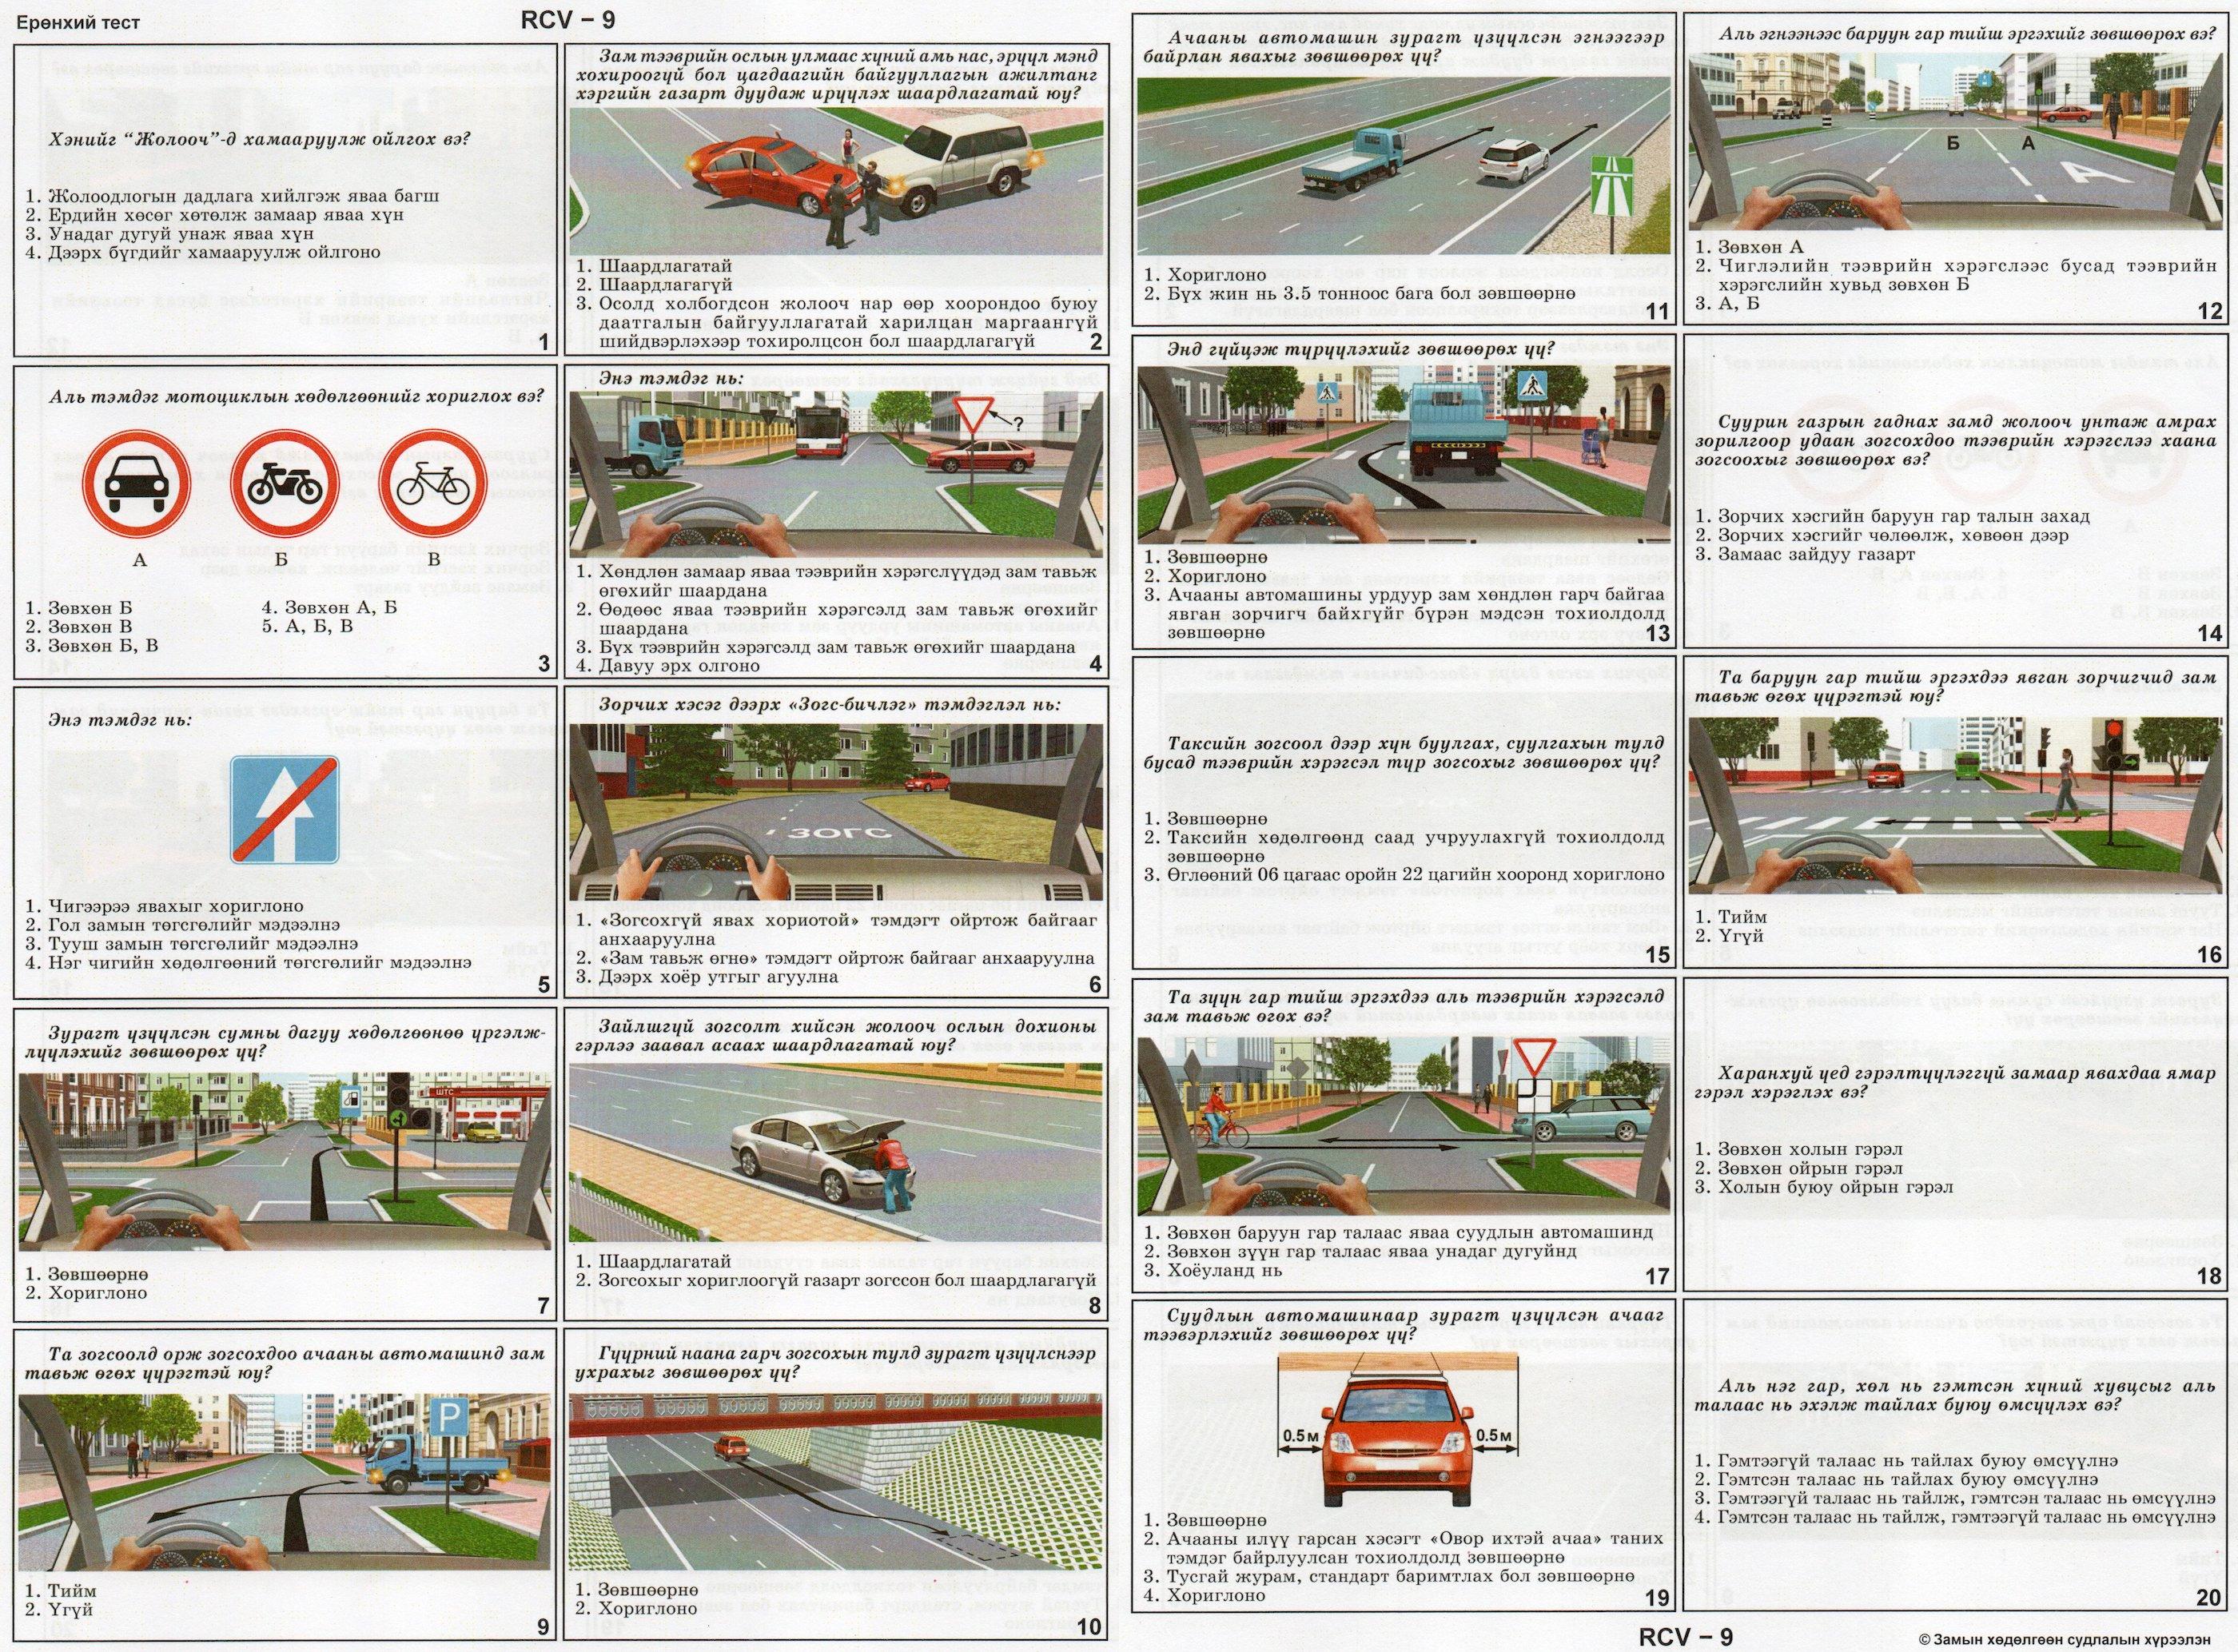 Ерөнхий тест
RCV – 9
Хэнийг “Жолооч”-д хамааруулж ойлгох вэ?
1. Жолоодлогын дадлага хийлгэж яваа багш
2. Ердийн хөсөг хөтөлж замаар яваа хүн
3. Унадаг дугуй унаж яваа хүн
4. Дээрх бүгдийг хамааруулж ойлгоно
1
Зам тээврийн ослын улмаас хүний амь нас, эрүүл мэнд
хохироогүй бол цагдаагийн байгууллагын ажилтанг
хэргийн газарт дуудаж ирүүлэх шаардлагатай юу?
1. Шаардлагатай
2. Шаардлагагүй
3. Осолд холбогдсон жолооч нар өөр хоорондоо буюу
даатгалын байгууллагатай харилцан маргаангүй
шийдвэрлэхээр тохиролцсон бол шаардлагагүй
2
Аль тэмдэг мотоциклын хөдөлгөөнийг хориглох вэ?
А
Б
В
1. Зөвхөн Б
2. Зөвхөн В
3. Зөвхөн Б, В
4. Зөвхөн А, Б
5. А, Б, В
3
Энэ тэмдэг нь:
?
1. Хөндлөн замаар яваа тээврийн хэрэгслүүдэд зам тавьж
өгөхийг шаардана
2. Өөдөөс яваа тээврийн хэрэгсэлд зам тавьж өгөхийг
шаардана
3. Бүх тээврийн хэрэгсэлд зам тавьж өгөхийг шаардана
4. Давуу эрх олгоно
4
Энэ тэмдэг нь:
1. Чигээрээ явахыг хориглоно
2. Гол замын төгсгөлийг мэдээлнэ
3. Тууш замын төгсгөлийг мэдээлнэ
4. Нэг чигийн хөдөлгөөний төгсгөлийг мэдээлнэ
5
Зорчих хэсэг дээрх «Зогс-бичлэг» тэмдэглэл нь:
ЗОГС
1. «Зогсохгүй явах хориотой» тэмдэгт ойртож байгааг
анхааруулна
2. «Зам тавьж өгнө» тэмдэгт ойртож байгааг анхааруулна
3. Дээрх хоёр утгыг агуулна
6
Зурагт үзүүлсэн сумны дагуу хөдөлгөөнөө үргэлж-
лүүлэхийг зөвшөөрөх үү?
ШТС
1. Зөвшөөрнө
2. Хориглоно
7
Зайлшгүй зогсолт хийсэн жолооч ослын дохионы
гэрлээ заавал асаах шаардлагатай юу?
1. Шаардлагатай
2. Зогсохыг хориглоогүй газарт зогссон бол шаардлагагүй
8
Та зогсоолд орж зогсохдоо ачааны автомашинд зам
тавьж өгөх үүрэгтэй юу?
P
1. Тийм
2. Үгүй
9
Гүүрний наана гарч зогсохын тулд зурагт үзүүлснээр
ухрахыг зөвшөөрөх үү?
1. Зөвшөөрнө
2. Хориглоно
10
Ачааны автомашин зурагт үзүүлсэн эгнээгээр
байрлан явахыг зөвшөөрөх үү?
1. Хориглоно
2. Бүх жин нь 3.5 тонноос бага бол зөвшөөрнө
11
Аль эгнээнээс баруун гар тийш эргэхийг зөвшөөрөх вэ?
Б
А
А
1. Зөвхөн А
2. Чиглэлийн тээврийн хэрэгслээс бусад тээврийн
хэрэгслийн хувьд зөвхөн Б
3. А, Б
12
Энд гүйцэж түрүүлэхийг зөвшөөрөх үү?
1. Зөвшөөрнө
2. Хориглоно
3. Ачааны автомашины урдуур зам хөндлөн гарч байгаа
явган зорчигч байхгүйг бүрэн мэдсэн тохиолдолд
зөвшөөрнө
13
Суурин газрын гаднах замд жолооч унтаж амрах
зорилгоор удаан зогсохдоо тээврийн хэрэгслээ хаана
зогсоохыг зөвшөөрөх вэ?
1. Зорчих хэсгийн баруун гар талын захад
2. Зорчих хэсгийг чөлөөлж, хөвөөн дээр
3. Замаас зайдуу газарт
14
Таксийн зогсоол дээр хүн буулгах, суулгахын тулд
бусад тээврийн хэрэгсэл түр зогсохыг зөвшөөрөх үү?
1. Зөвшөөрнө
2. Таксийн хөдөлгөөнд саад учруулахгүй тохиолдолд
зөвшөөрнө
3. Өглөөний 06 цагаас оройн 22 цагийн хооронд хориглоно
15
Та баруун гар тийш эргэхдээ явган зорчигчид зам
тавьж өгөх үүрэгтэй юу?
1. Тийм
2. Үгүй
16
Та зүүн гар тийш эргэхдээ аль тээврийн хэрэгсэлд
зам тавьж өгөх вэ?
1. Зөвхөн баруун гар талаас яваа суудлын автомашинд
2. Зөвхөн зүүн гар талаас яваа унадаг дугуйнд
3. Хоёуланд нь
17
Харанхуй үед гэрэлтүүлэггүй замаар явахдаа ямар
гэрэл хэрэглэх вэ?
1. Зөвхөн холын гэрэл
2. Зөвхөн ойрын гэрэл
3. Холын буюу ойрын гэрэл
18
Суудлын автомашинаар зурагт үзүүлсэн ачааг
тээвэрлэхийг зөвшөөрөх үү?
0.5м
0.5м
1. Зөвшөөрнө
2. Ачааны илүү гарсан хэсэгт «Овор ихтэй ачаа» таних
тэмдэг байрлуулсан тохиолдолд зөвшөөрнө
3. Тусгай журам, стандарт баримтлах бол зөвшөөрнө
4. Хориглоно
19
Аль нэг гар, хөл нь гэмтсэн хүний хувцсыг аль
талаас нь эхэлж тайлах буюу өмсүүлэх вэ?
1. Гэмтээгүй талаас нь тайлах буюу өмсүүлнэ
2. Гэмтсэн талаас нь тайлах буюу өмсүүлнэ
3. Гэмтээгүй талаас нь тайлж, гэмтсэн талаас нь өмсүүлнэ
4. Гэмтсэн талаас нь тайлж, гэмтээгүй талаас нь өмсүүлнэ
20
RCV – 9
© Замын хөдөлгөөн судлалын хүрээлэн